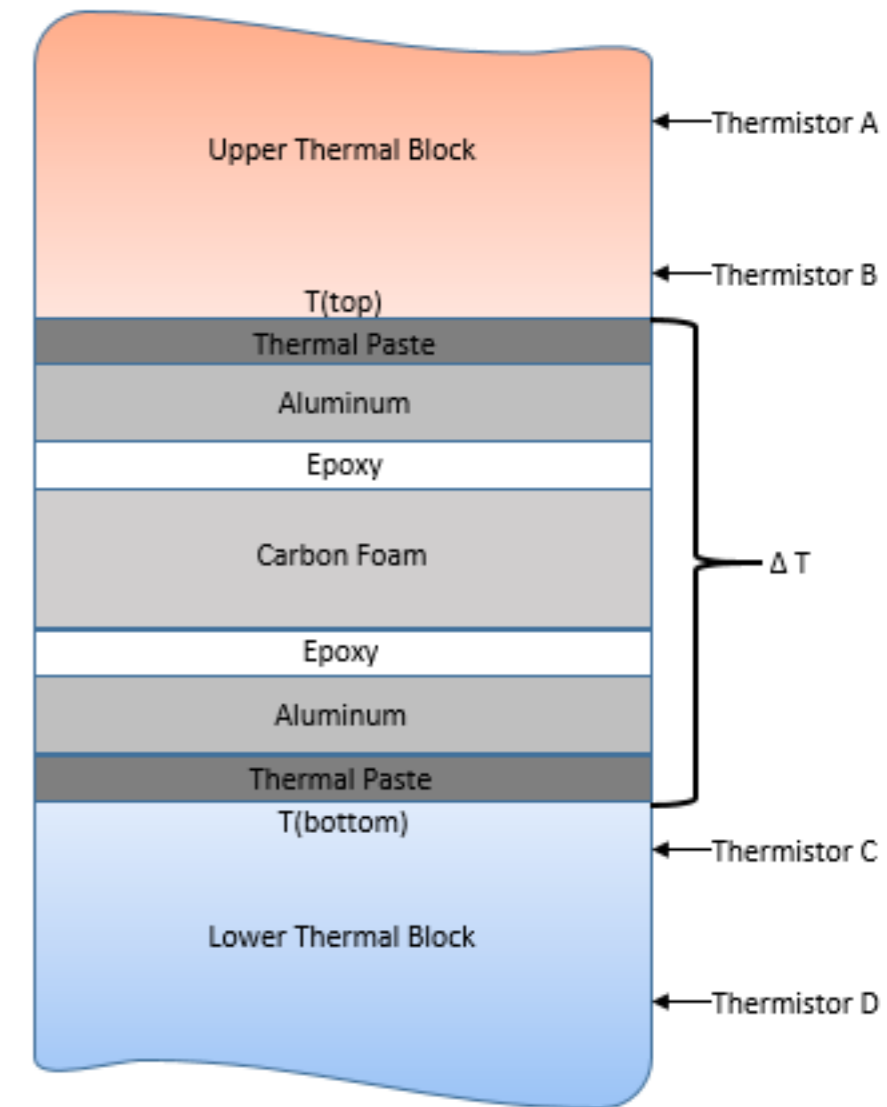 Thermistor A
Upper Thermal Block
Thermistor B
T(top)
Thermal Paste
Aluminum
Epoxy
Carbon Foam
Δ T
Epoxy
Aluminum
Thermal Paste
T(bottom)
Thermistor C
Lower Thermal Block
Thermistor D